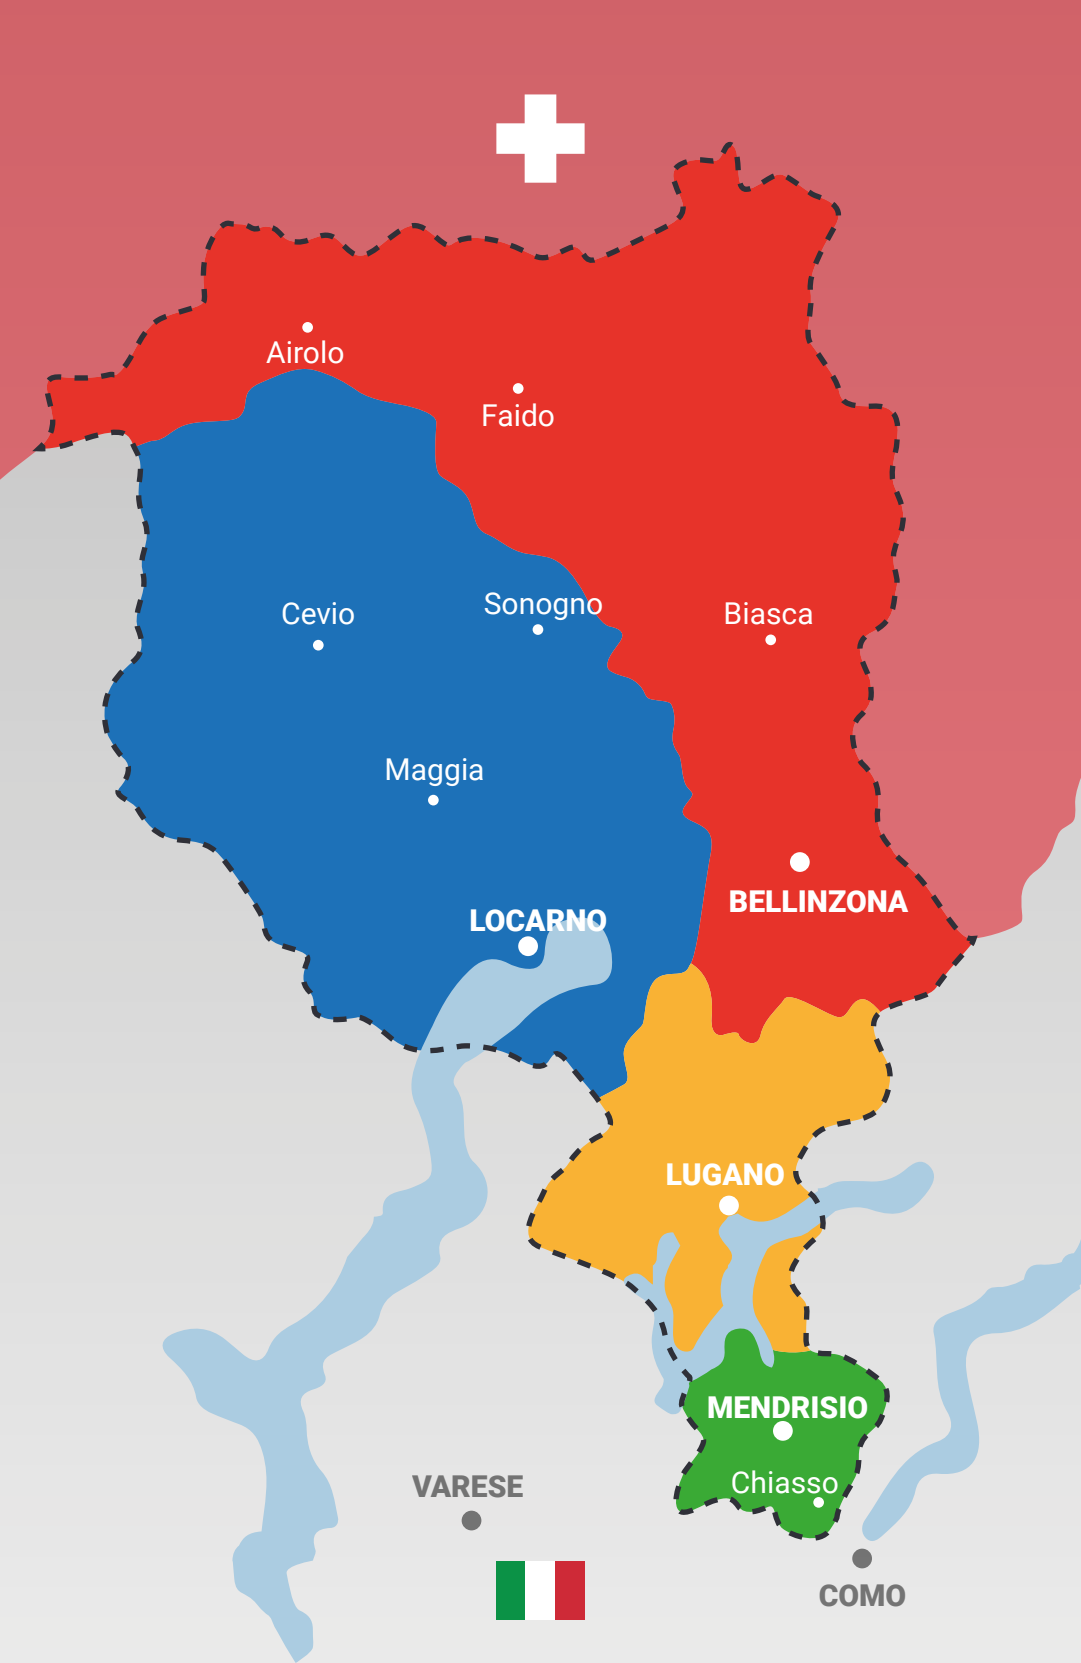 Airolo
Faido
Sonogno
Cevio
Biasca
Maggia
BELLINZONA
LOCARNO
LUGANO
MENDRISIO
Chiasso
VARESE
COMO